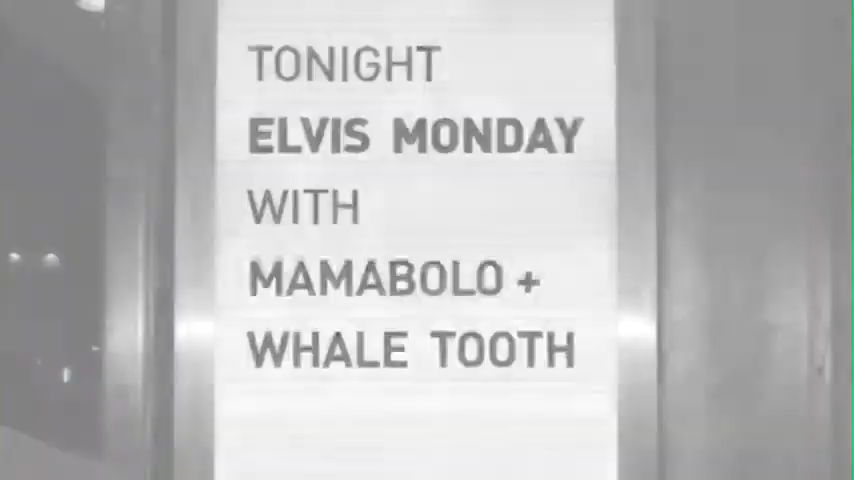 TONIGHT
ELVIS MONDAY
WITH
MAMABOLO +
WHALE TOOTH